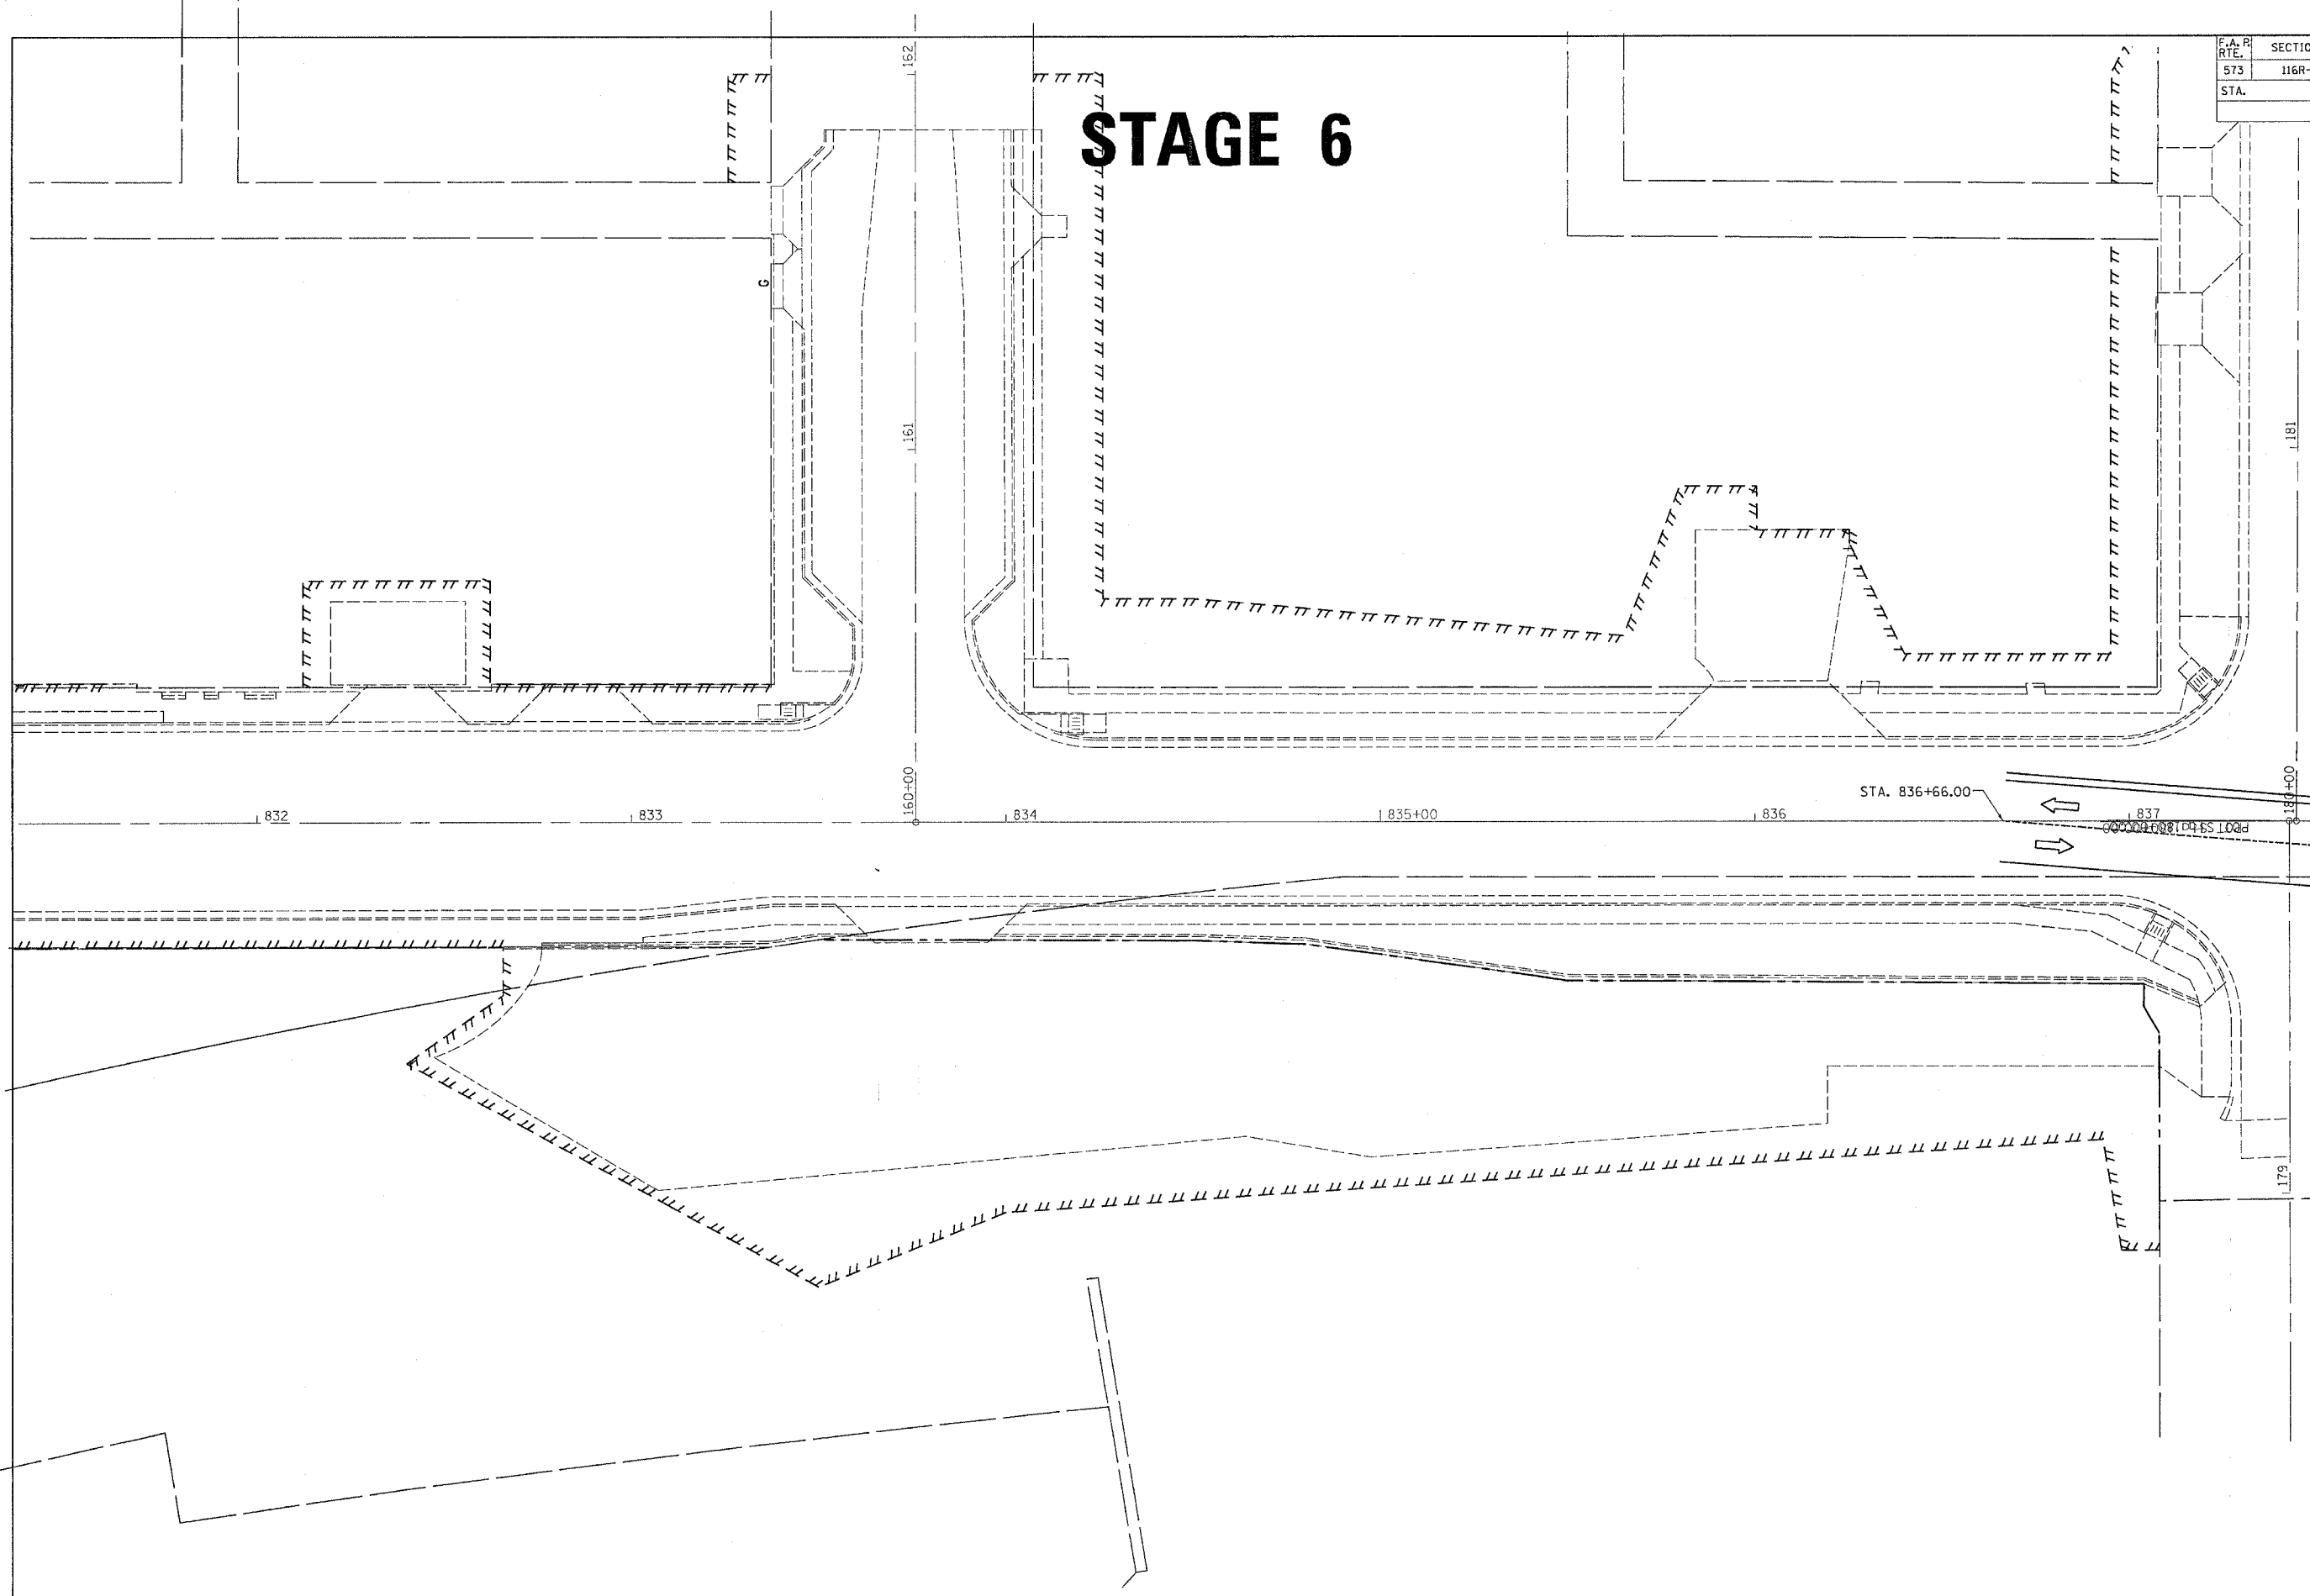 162
F.A.P.
RTE.
SECTIO
573
116R-
STA.
STAGE 6
G
161
181
160+00
180+00
STA. 836+66.00
832
833
834
835+00
836
837
179